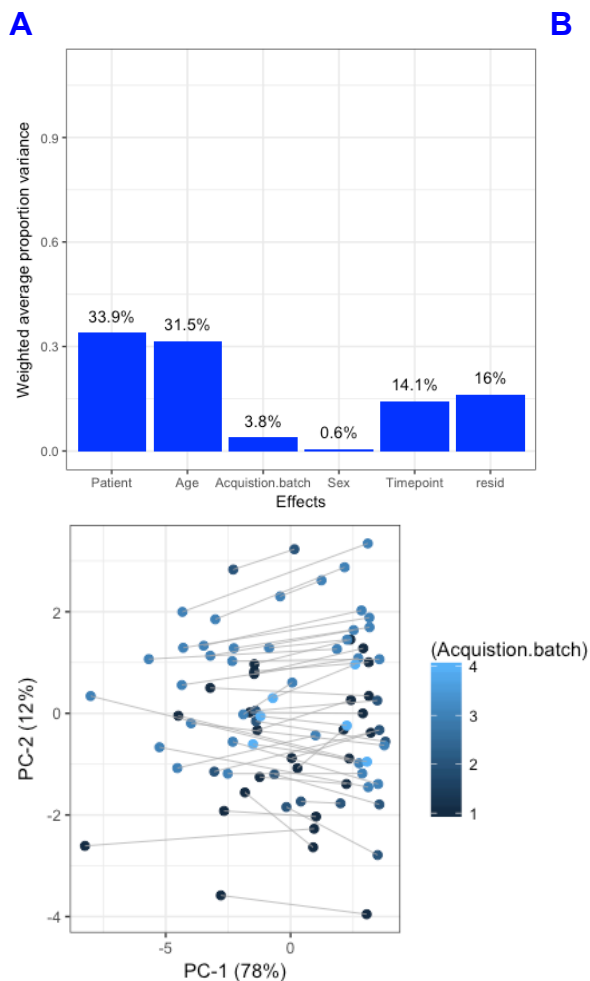 A B
Weighted average proportion variance
0.9
0.6
0.3
0.0
33.9%
31.5%
3.8%
0.6%
14.1%
16%
Patient Age Acquistion.batch Sex Timepoint resid
Effects
PC-2 (12%)
2
0
-2
-4
-5 0
PC-1 (78%)
(Acquistion.batch)
4
3
2
1